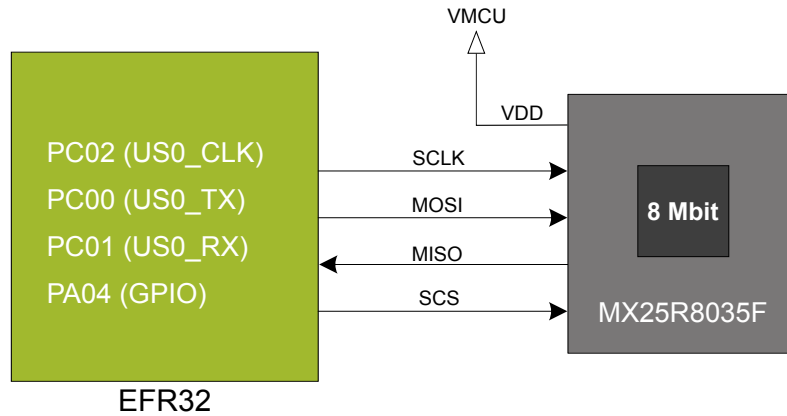 VMCU
VDD
PC02 (US0_CLK)
SCLK
PC00 (US0_TX)
MOSI
8 Mbit
PC01 (US0_RX)
MISO
PA04 (GPIO)
SCS
MX25R8035F
EFR32